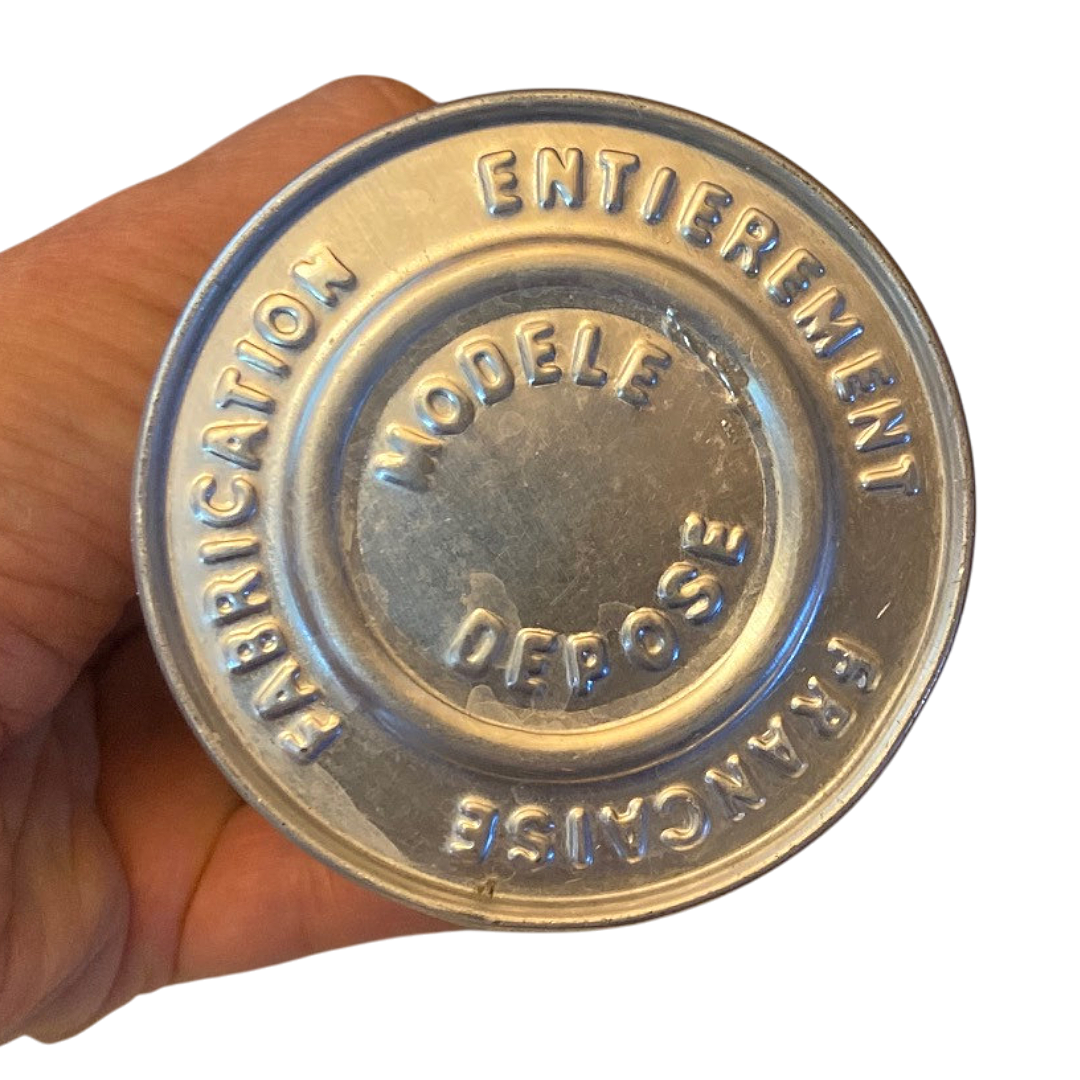 FABRICATION ENTIEREMENT FRANCAISE
MODELE DEPOSE